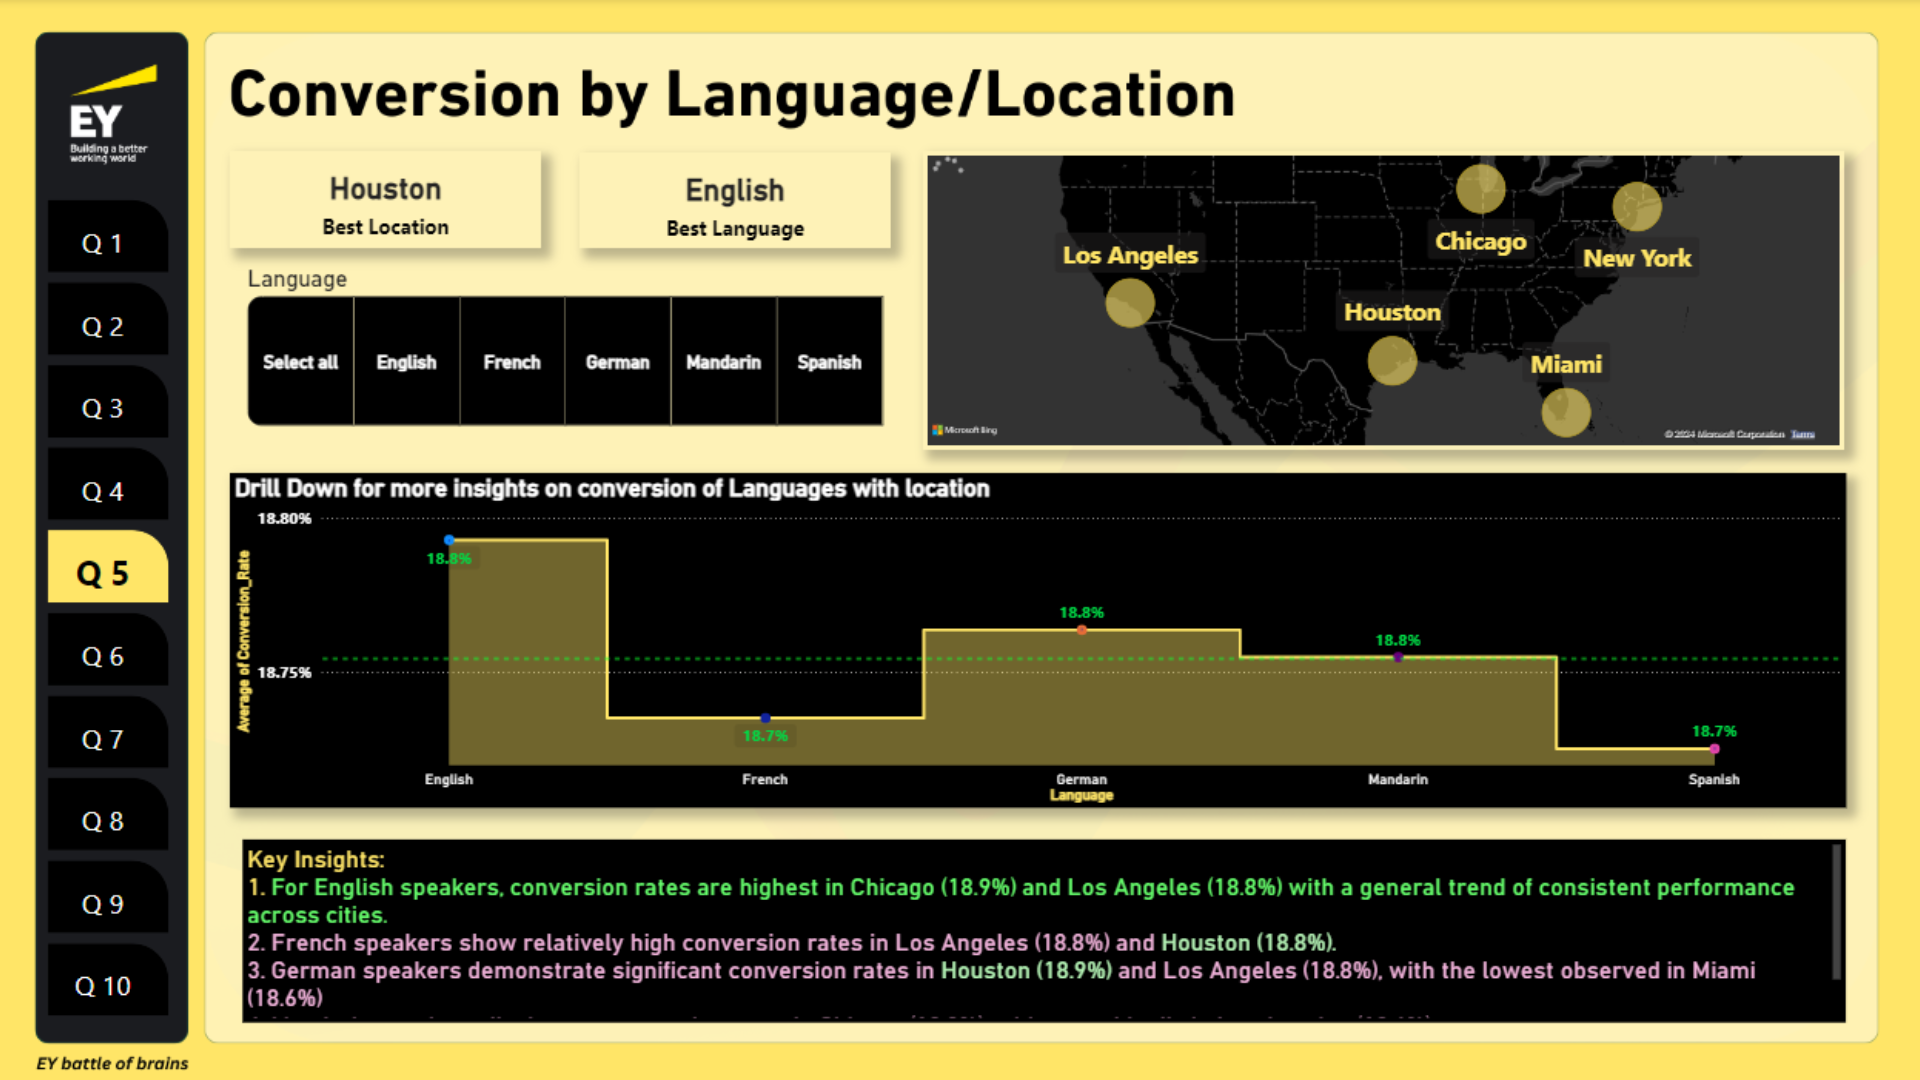 EY
Building a better
working world
Q 1
Q 2
Q 3
Q 4
Q 5
Q 6
Q 7
Q 8
Q 9
Q 10
EY battle of brains
Conversion by Language/Location
Houston
Best Location
English
Best Language
Language
Select all
English
French
German
Mandarin
Spanish
Los Angeles
Chicago
New York
Houston
Miami
Microsoft Bing
© 2024 Microsoft Corporation Terms
Drill Down for more insights on conversion of Languages with location
Average of Conversion_Rate
18.80%
18.75%
18.8%
18.7%
18.8%
18.8%
18.7%
English
French
German
Mandarin
Spanish
Language
Key Insights:
1. For English speakers, conversion rates are highest in Chicago (18.9%) and Los Angeles (18.8%) with a general trend of consistent performance
across cities.
2. French speakers show relatively high conversion rates in Los Angeles (18.8%) and Houston (18.8%).
3. German speakers demonstrate significant conversion rates in Houston (18.9%) and Los Angeles (18.8%), with the lowest observed in Miami
(18.6%)